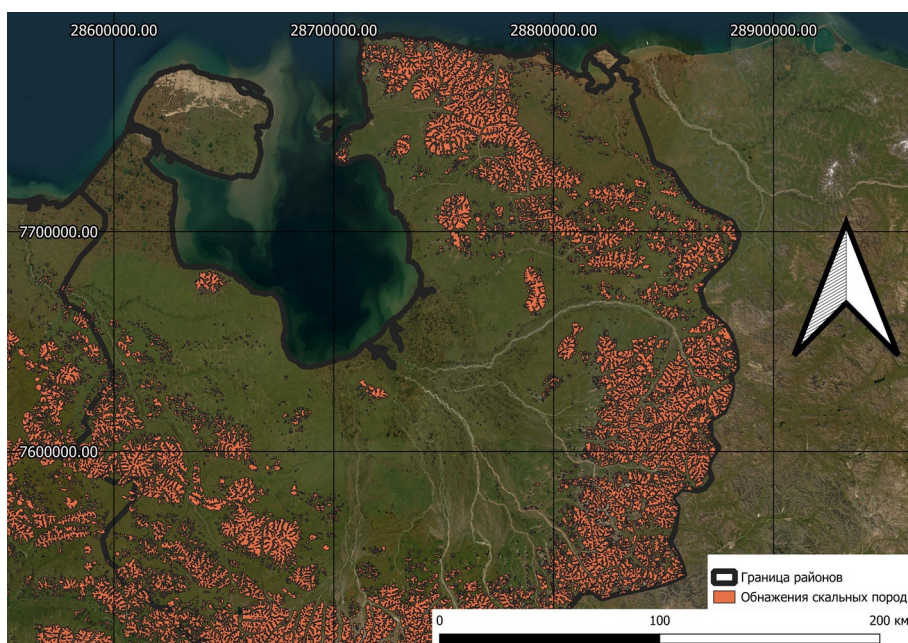 28600000.00 28700000.00 28800000.00 28900000.00
7700000.00
7600000.00
Граница районов
Обнажения скальных пород
0 100 200 км